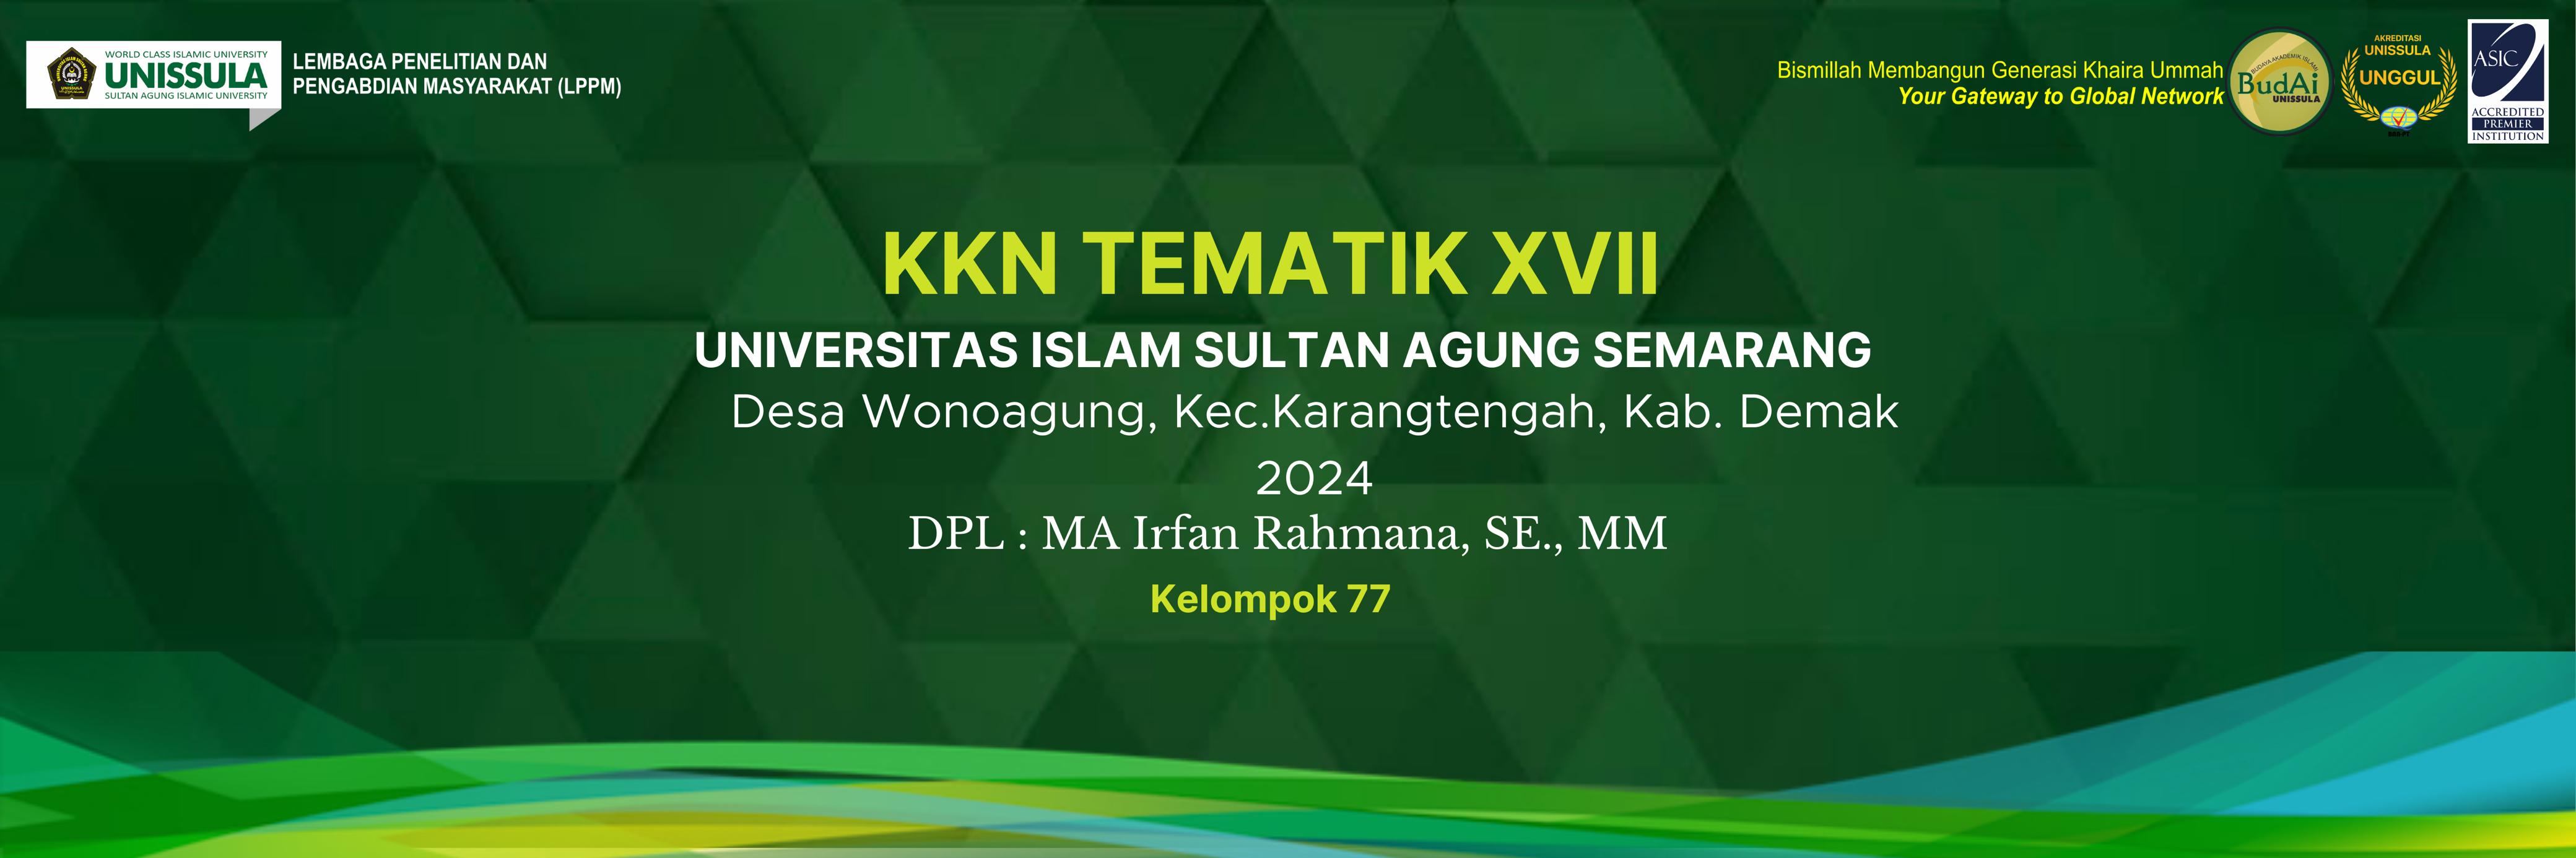 WORLD CLASS ISLAMIC UNIVERSITY
UNISSULA
SULTAN AGUNG ISLAMIC UNIVERSITY
LEMBAGA PENELITIAN DAN
PENGABDIAN MASYARAKAT (LPPM)
Bismillah Membangun Generasi Khaira Ummah
Your Gateway to Global Network
BUDAYA AKADEMIK ISLAMI
BudAi
UNISSULA
AKREDITASI
UNISSULA
UNGGUL
ASIC
ACCREDITED
PREMIER
INSTITUTION
KKN TEMATIK XVII
UNIVERSITAS ISLAM SULTAN AGUNG SEMARANG
Desa Wonoagung, Kec.Karangtengah, Kab. Demak
2024
DPL : MA Irfan Rahmana, SE., MM
Kelompok 77